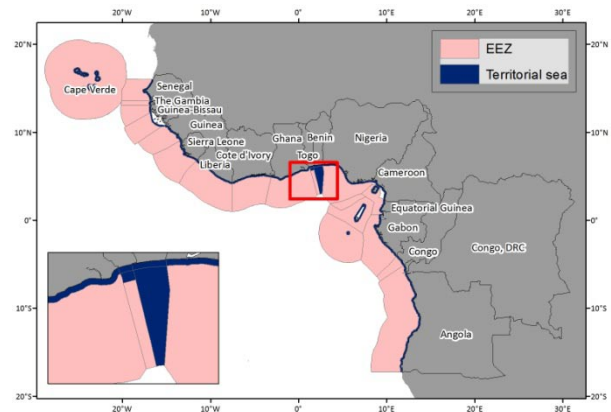 20°W 10°W 0° 10°E 20°E 30°E
20°N 20°N
EEZ
Territorial sea
Cape Verde
Senegal
The Gambia
Guinea-Bissau
Guinea
10°N 10°N
Sierra Leone
Liberia
Cote d'Ivory
Ghana
Togo
Benin
Nigeria
Cameroon
Equatorial Guinea
0° 0°
Gabon
Congo
Congo, DRC
10°S 10°S
Angola
20°S 20°S
20°W 10°W 0° 10°E 20°E 30°E